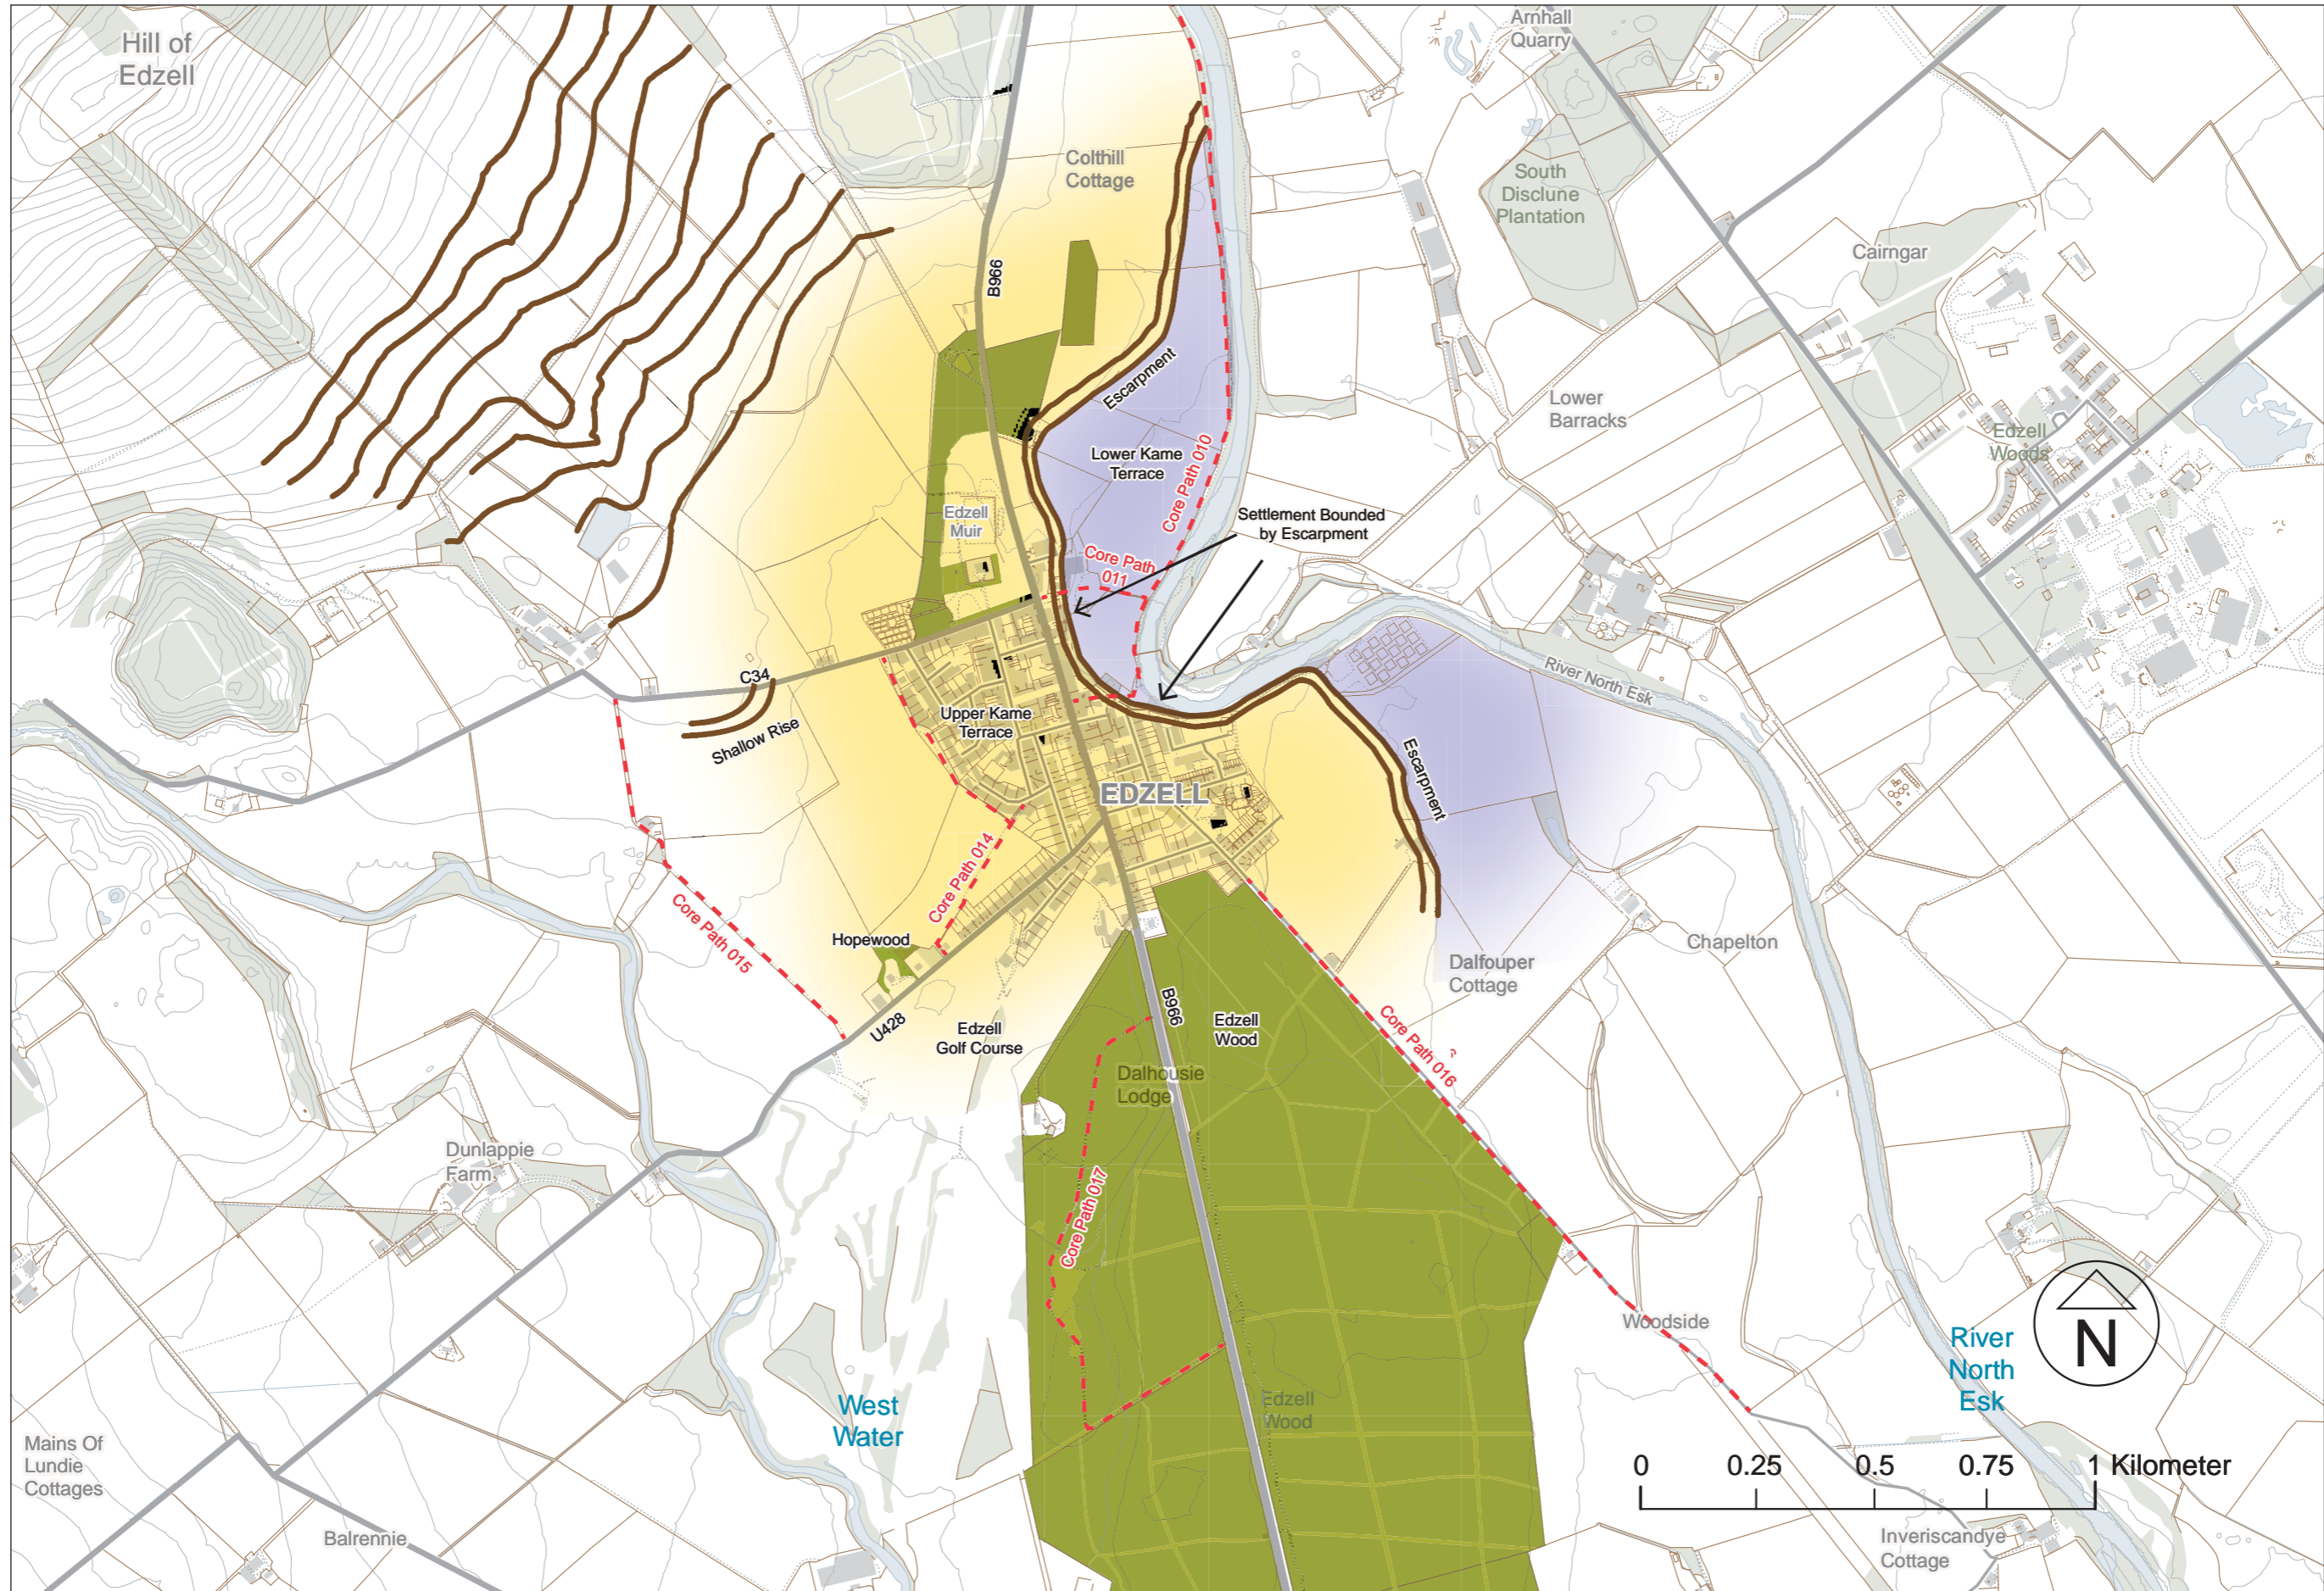 Hill of
Edzell
Arnhall
Quarry
Colthill
Cottage
South
Disclune
Plantation
Cairngar
B966
Escarpment
Lower
Barracks
Edzell
Woods
Lower Kame
Terrace
Core Path 010
Edzell
Muir
Settlement Bounded
by Escarpment
Core Path
011
River North Esk
C34
Shallow Rise
Upper Kame
Terrace
Escarpment
EDZELL
Core Path 014
Core Path 015
Hopewood
Chapelton
Dalfouper
Cottage
U428
Edzell
Golf Course
B966
Edzell
Wood
Core Path 016
Dalhousie
Lodge
Dunlappie
Farm
Core Path 017
Woodside
River
North
Esk
N
West
Water
Edzell
Wood
Mains Of
Lundie
Cottages
0 0.25 0.5 0.75 1 Kilometer
Balrennie
Inveriscandye
Cottage